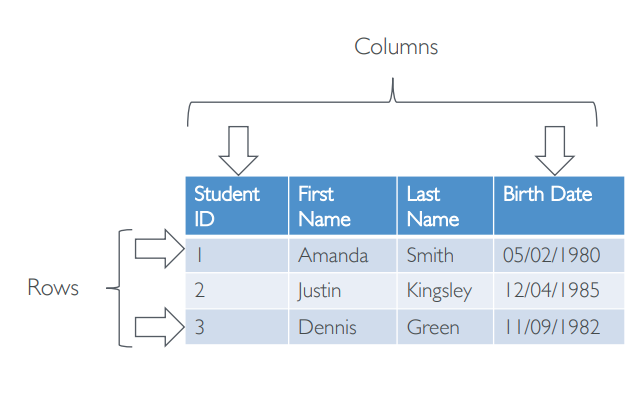 Columns
Student ID First Name Last Name Birth Date
1 Amanda Smith 05/02/1980
Rows
2 Justin Kingsley 12/04/1985
3 Dennis Green 11/09/1982